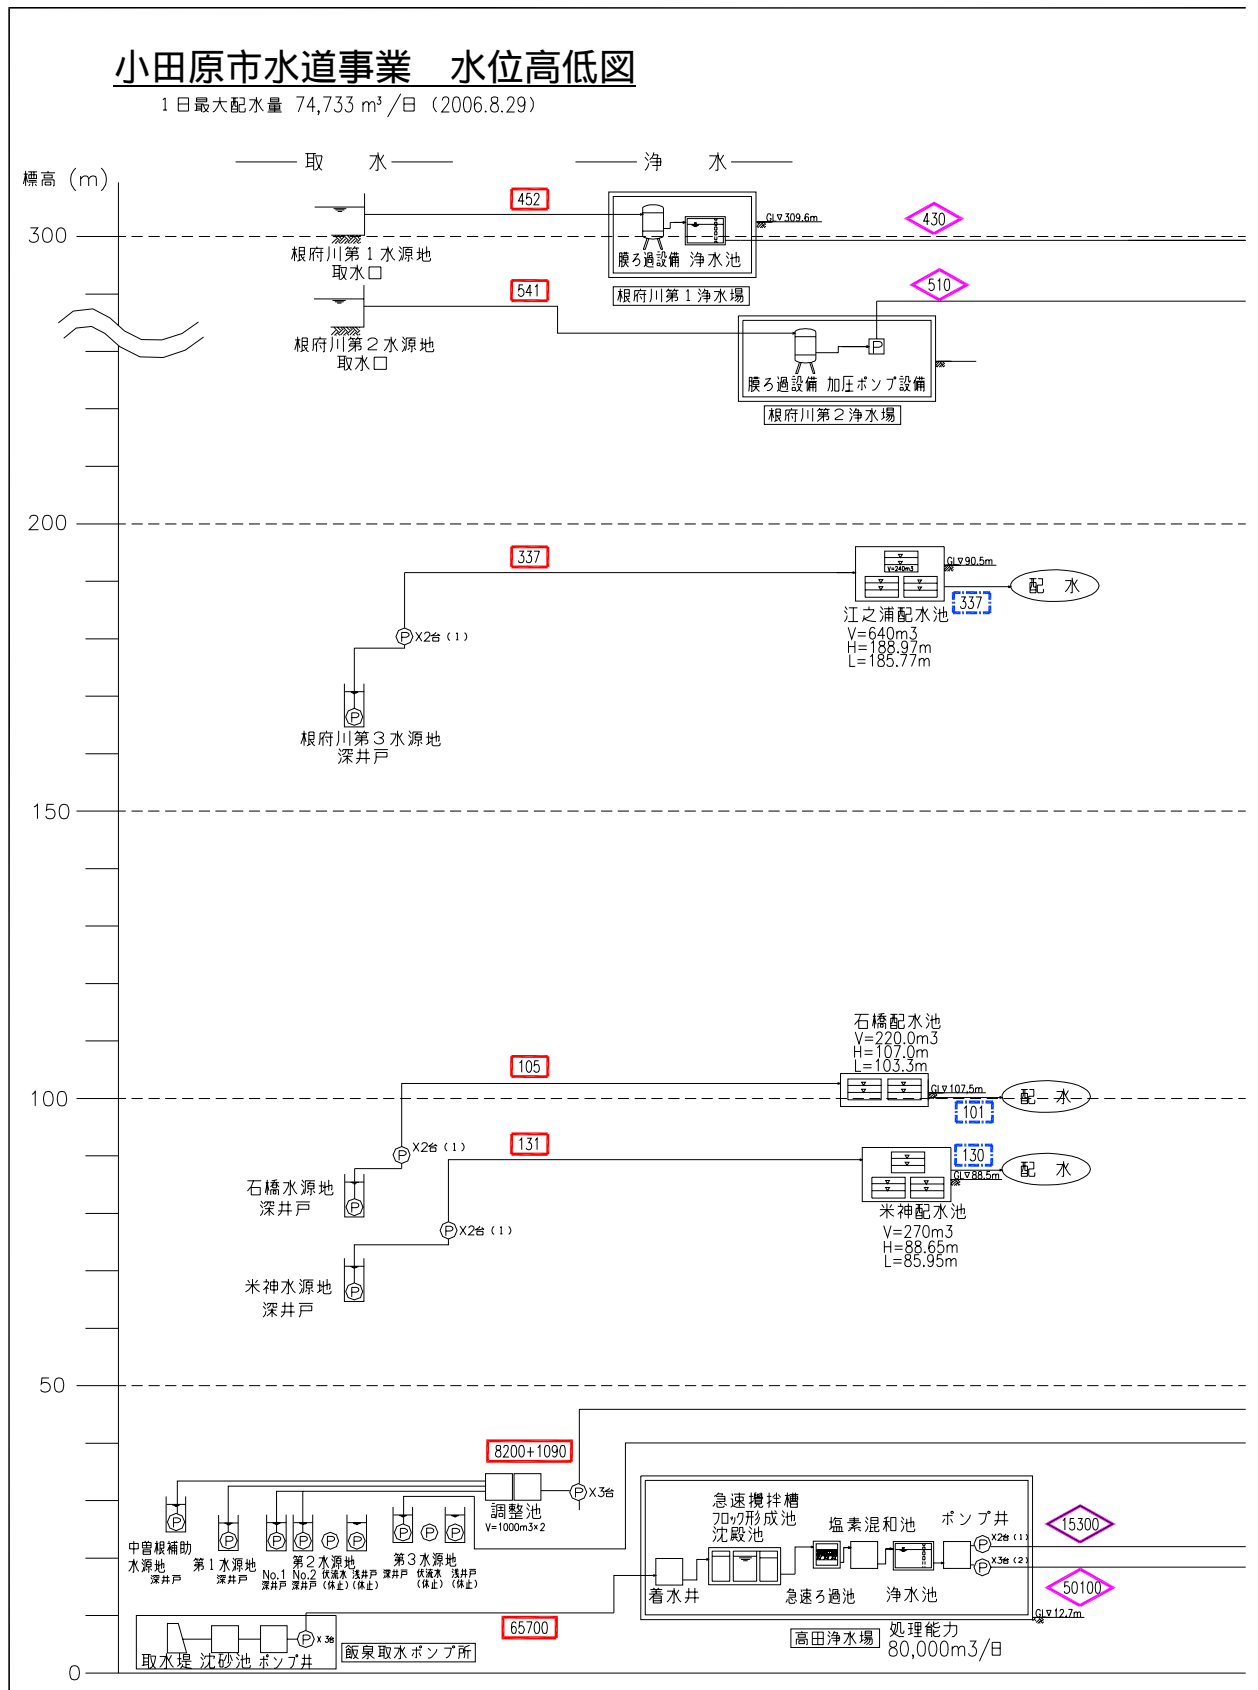 小田原市水道事業　水位高低図
1日最大配水量 74,733 m³/日 (2006.8.29)
取　水
浄　水
標高 (m)
452
GL▽309.6m
430
300
根府川第1水源地
取水口
膜ろ過設備 浄水池
根府川第1浄水場
541
510
根府川第2水源地
取水口
P
膜ろ過設備 加圧ポンプ設備
根府川第2浄水場
200
337
V=240m3
GL▽90.5m
配　水
337
江之浦配水池
V=640m3
H=188.97m
L=185.77m
P X2台(1)
P
根府川第3水源地
深井戸
150
石橋配水池
V=220.0m3
H=107.0m
L=103.3m
105
GL▽107.5m
配　水
100
101
131
130
P X2台(1)
配　水
GL▽88.5m
石橋水源地
深井戸
P
米神配水池
V=270m3
H=88.65m
L=85.95m
P X2台(1)
米神水源地
深井戸
P
50
8200+1090
P X3台
調整池
V=1000m3×2
急速攪拌槽
フロック形成池
沈殿池
塩素混和池
ポンプ井
15300
P X2台(1)
P X3台(2)
50100
P
P
P
P
P
P
P
P
P
中曽根補助
水源地
深井戸
第1水源地
深井戸
第2水源地
No.1 No.2 伏流水 浅井戸
深井戸 深井戸 (休止) (休止)
第3水源地
深井戸 伏流水 浅井戸
(休止) (休止)
着水井
急速ろ過池
浄水池
GL▽12.7m
65700
高田浄水場
処理能力
80,000m3/日
P X3台
飯泉取水ポンプ所
取水堤 沈砂池 ポンプ井
0